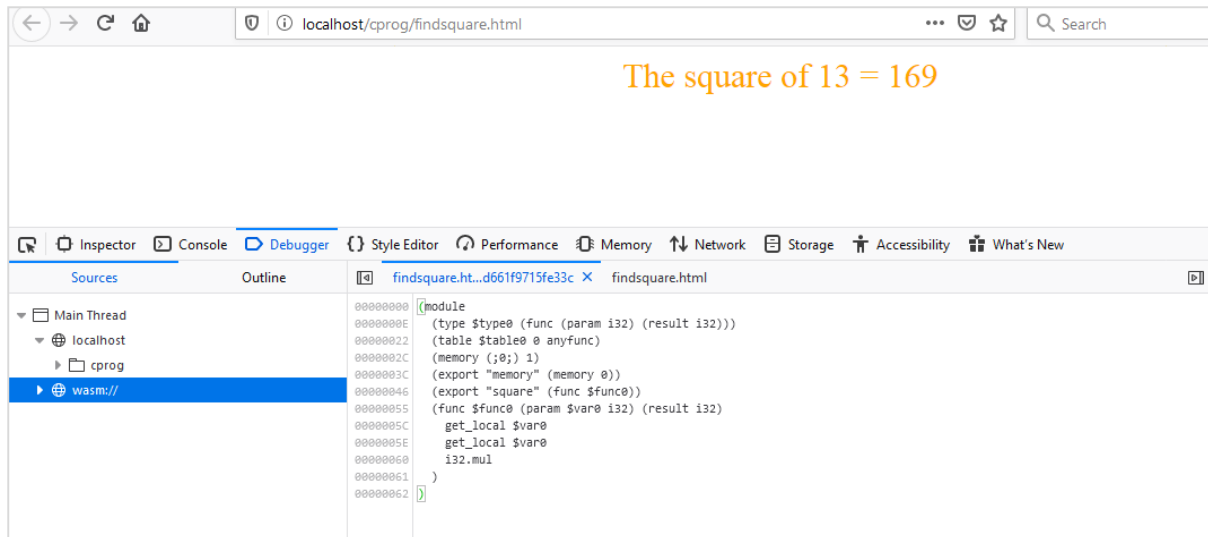 localhost/cprog/findsquare.html
Search
The square of 13 = 169
Inspector Console Debugger {} Style Editor Performance Memory Network Storage Accessibility What's New
Sources Outline findsquare.ht...d661f9715fe33c × findsquare.html
Main Thread
localhost
cprog
wasm://
00000000 (module
0000000E (type $type0 (func (param i32) (result i32)))
00000022 (table $table0 0 anyfunc)
0000002C (memory (;0;) 1)
0000003C (export "memory" (memory 0))
00000046 (export "square" (func $func0))
00000055 (func $func0 (param $var0 i32) (result i32)
0000005C get_local $var0
0000005E get_local $var0
00000060 i32.mul
00000061 )
00000062 )